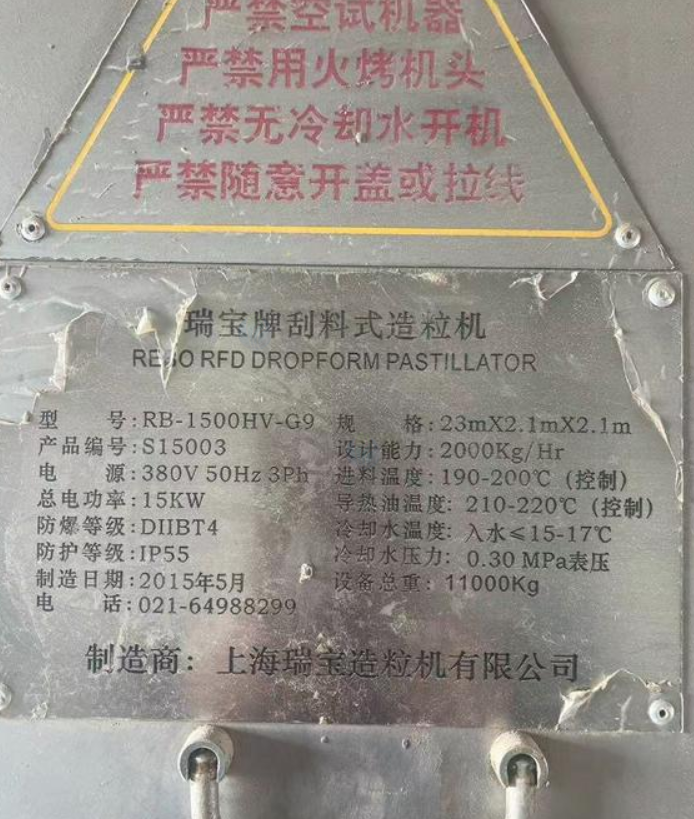 严禁空试机器
严禁用火烤机头
严禁无冷却水开机
严禁随意开盖或拉线
瑞宝牌刮料式造粒机
REBO RFD DROPFORM PASTILLATOR
型 号:RB-1500HV-G9 规 格:23mX2.1mX2.1m
产品编号:S15003 设计能力:2000Kg/Hr
电 源:380V 50Hz 3Ph 进料温度:190-200℃(控制)
总电功率:15KW 导热油温度: 210-220℃(控制)
防爆等级:DIIBT4 冷却水温度: 入水≤15-17℃
防护等级:IP55 冷却水压力: 0.30 MPa表压
制造日期:2015年5月 设备总重: 11000Kg
电 话:021-64988299
制造商: 上海瑞宝造粒机有限公司